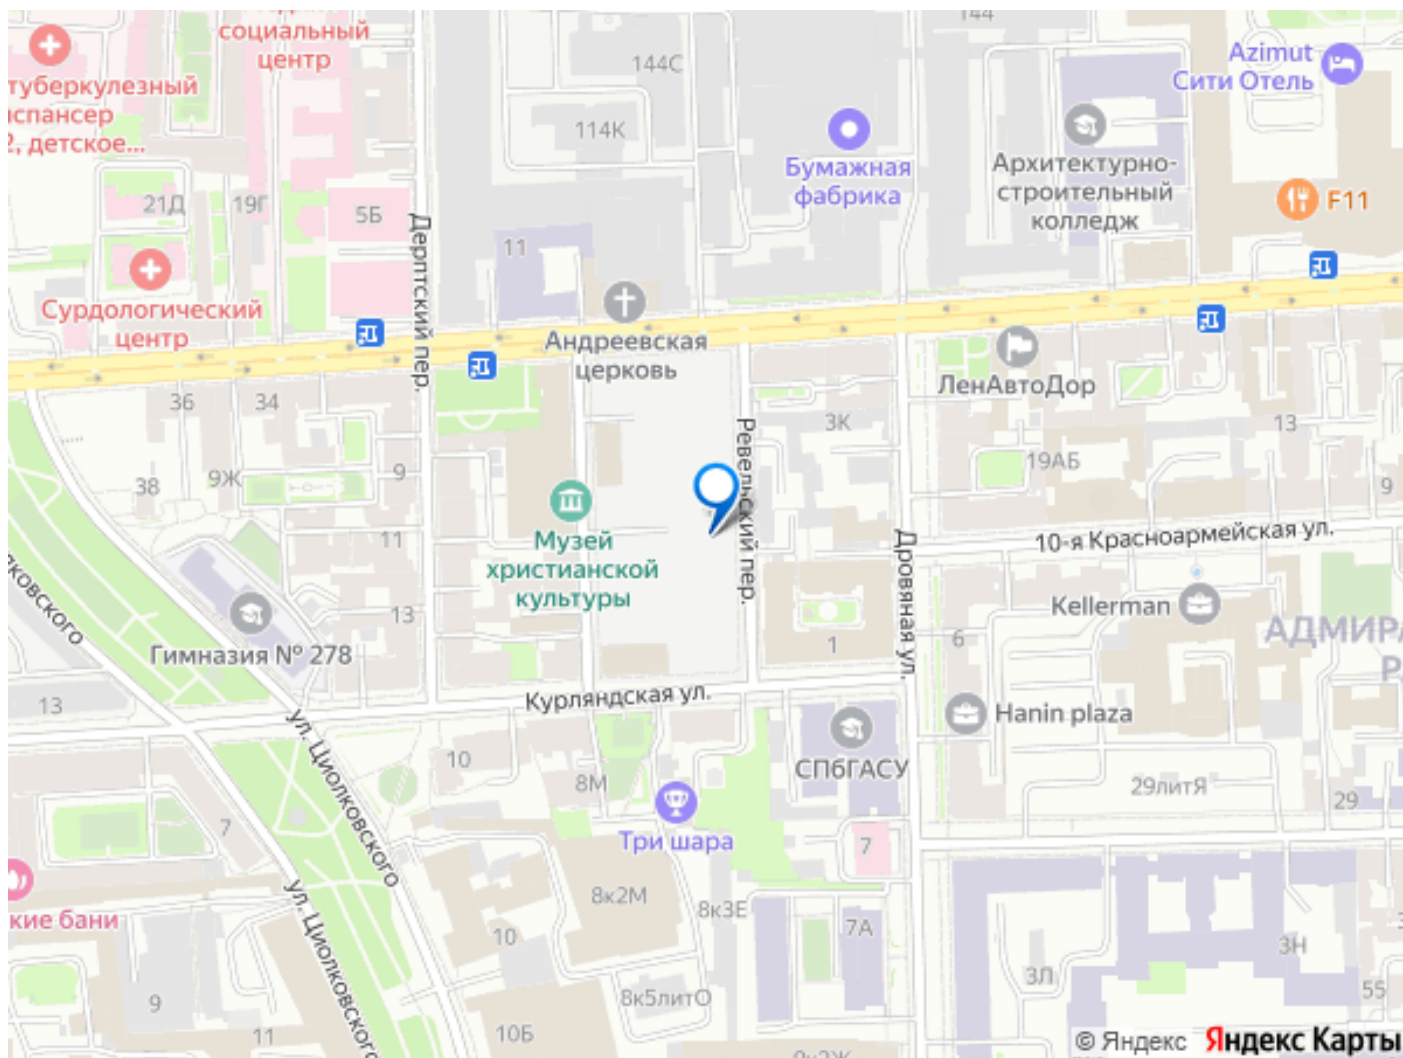 социальный
центр
144С
144
Azimut
Сити Отель
туберкулезный
испансер
2, детское...
114К
Бумажная
фабрика
Архитектурно-
строительный
колледж
F11
21Д
19Г
5Б
Дерптский пер.
11
Сурдологический
центр
Андреевская
церковь
ЛенАвтоДор
36
34
3К
13
Ревельский пер.
19АБ
9
9Ж
38
9
Музей
христианской
культуры
11
10-я Красноармейская ул.
Дровяная ул.
Kellerman
АДМИРА
Р
олковского
13
Гимназия № 278
1
6
Курляндская ул.
13
ул. Циолковского
Hanin plaza
СПбГАСУ
10
8М
29литЯ
29
Три шара
7
7
ул. Циолковского
кие бани
8к2М
8к3Е
7А
10
3Н
3Л
8к5литО
55
9
11
10Б
© Яндекс Яндекс Карты